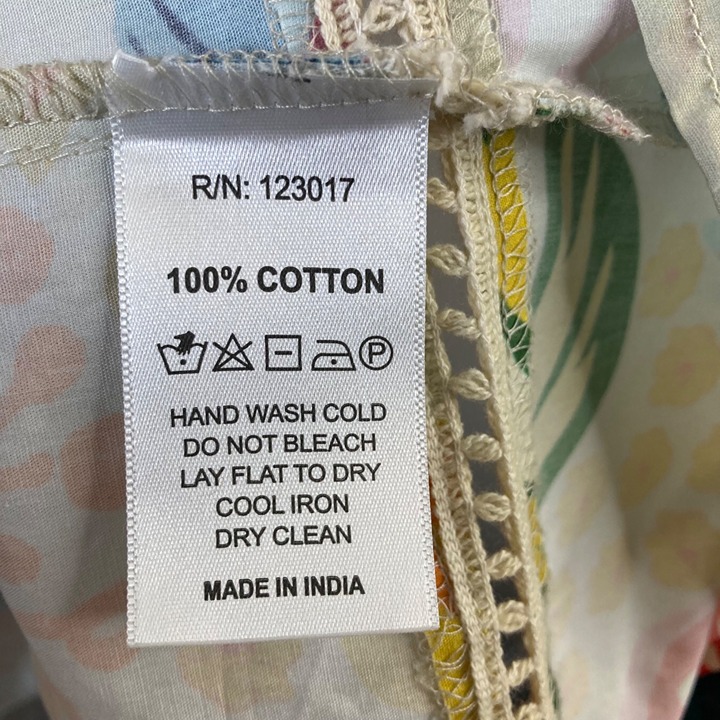 R/N: 123017
100% COTTON
P
HAND WASH COLD
DO NOT BLEACH
LAY FLAT TO DRY
COOL IRON
DRY CLEAN
MADE IN INDIA